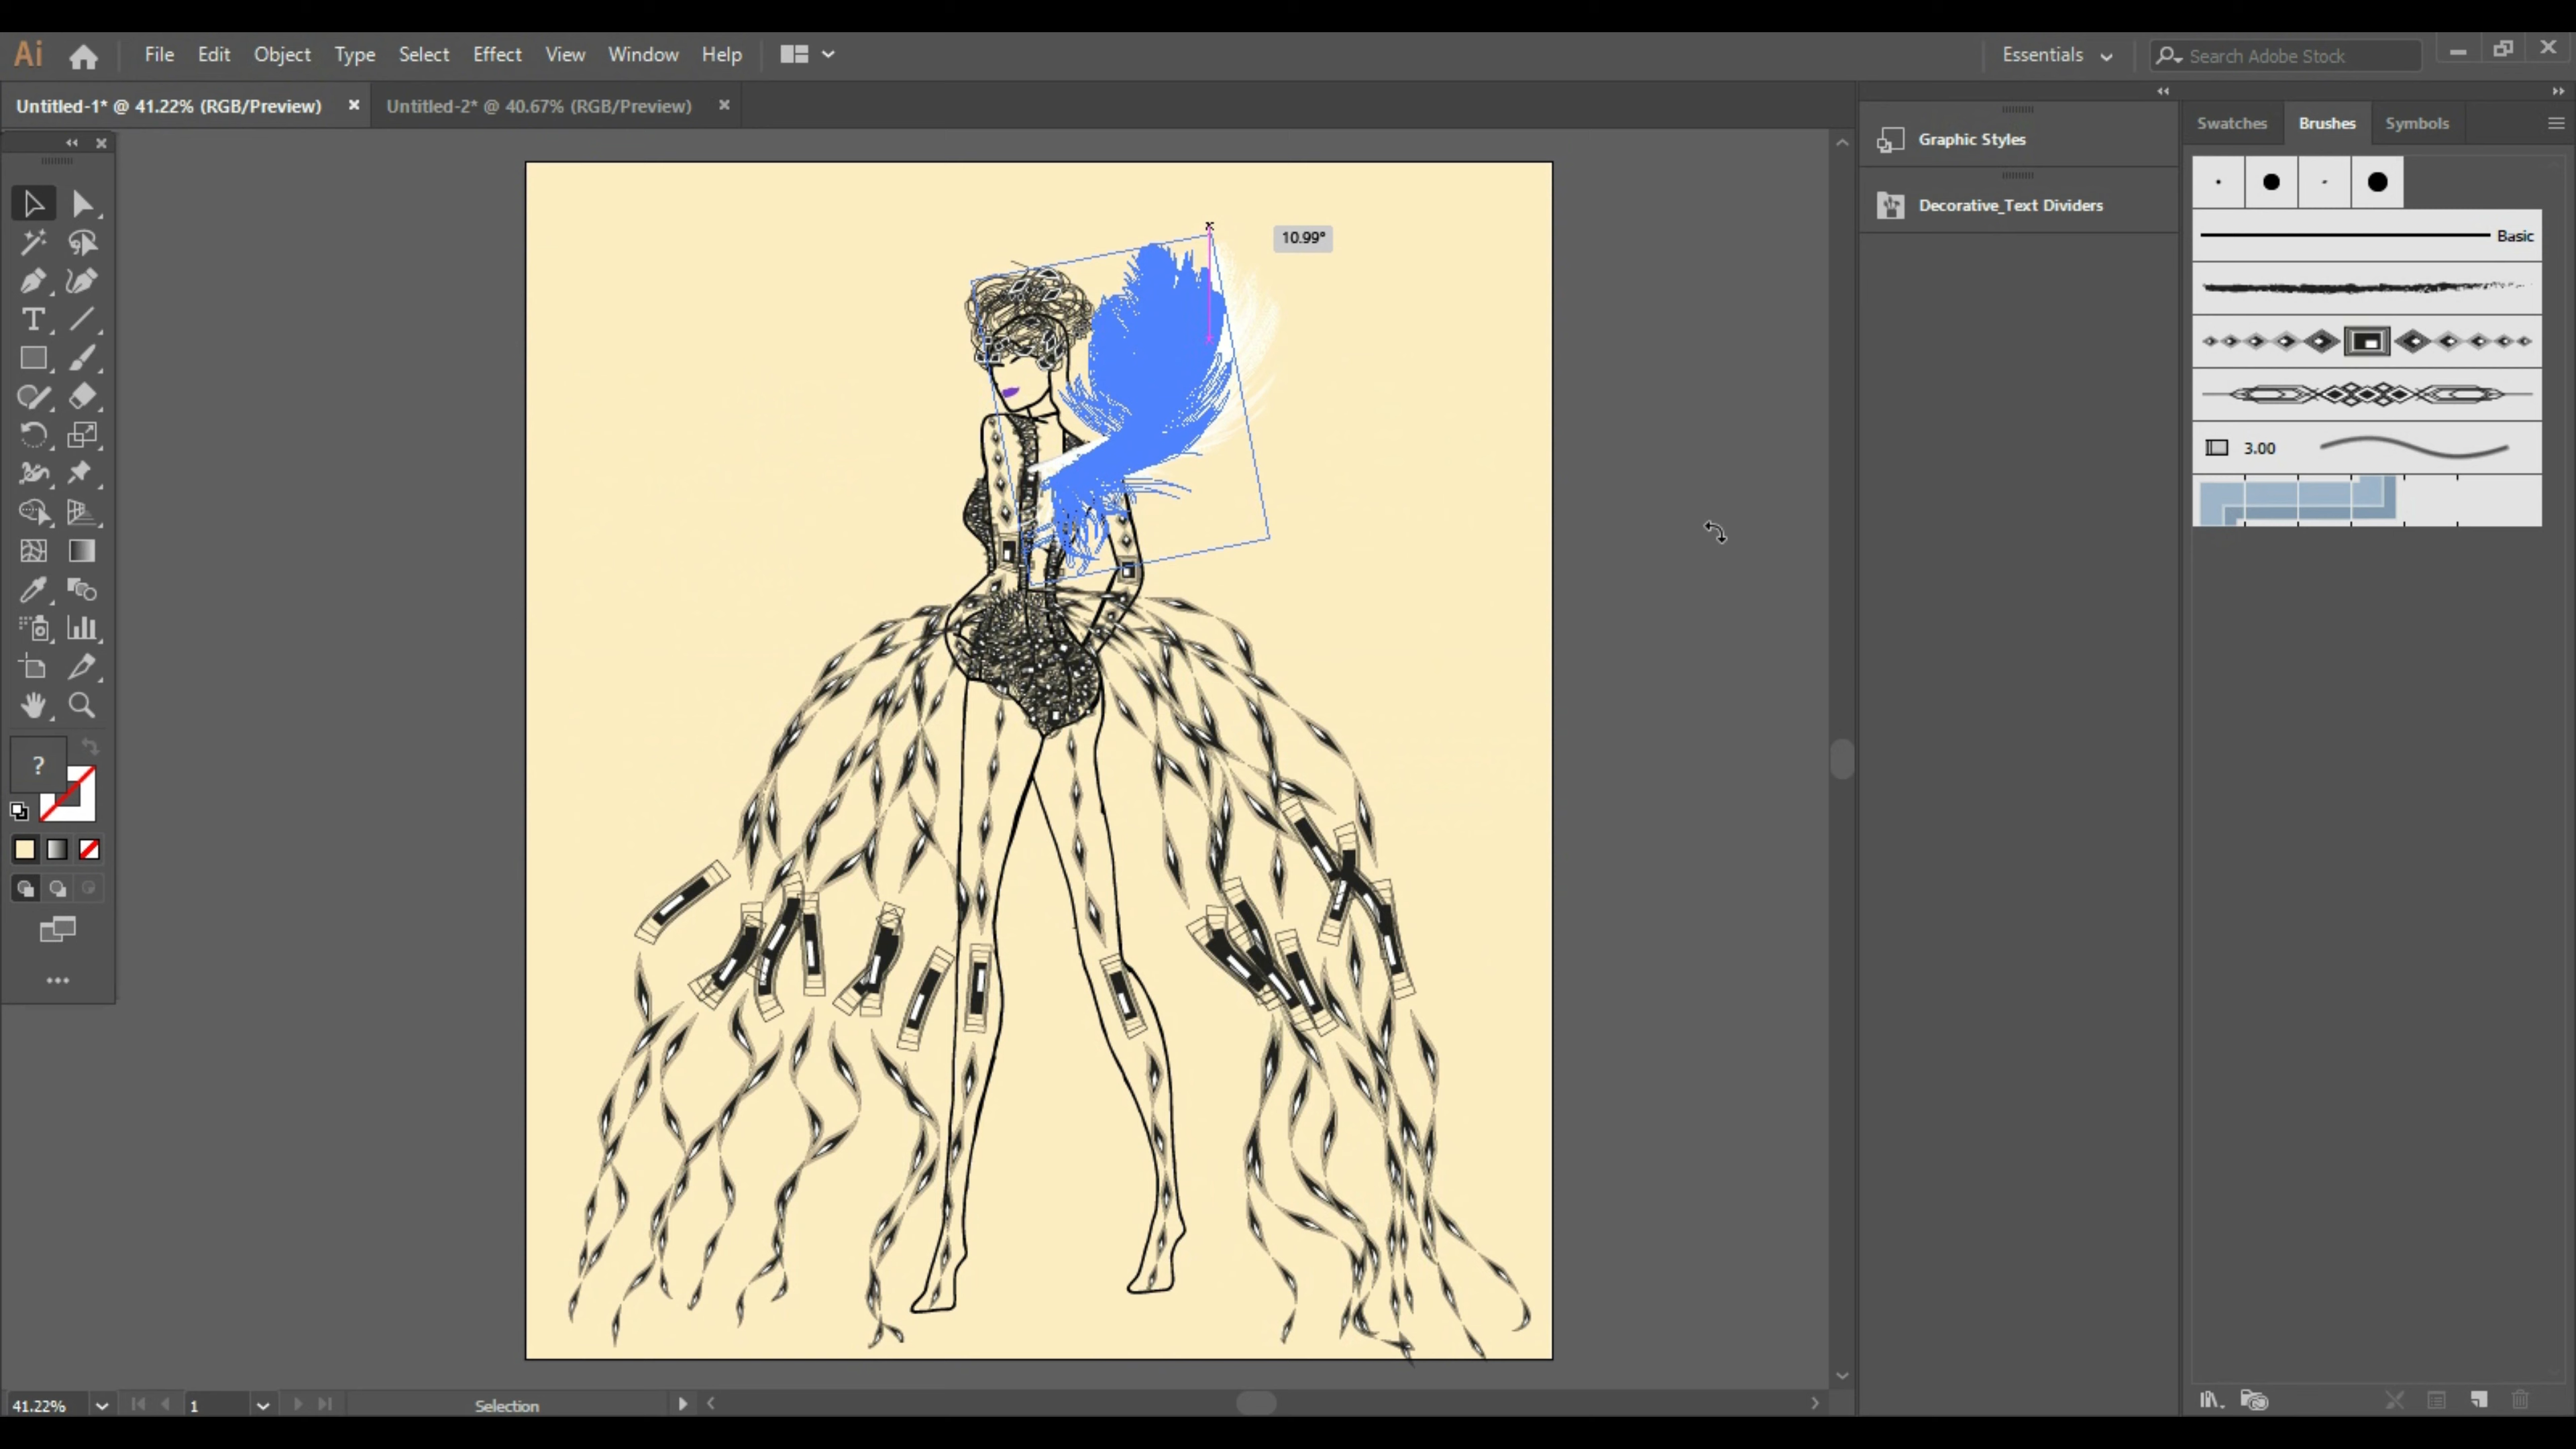 Ai File Edit Object Type Select Effect View Window Help Essentials Search Adobe Stock
Untitled-1* @ 41.22% (RGB/Preview) Untitled-2* @ 40.67% (RGB/Preview)
Graphic Styles
Decorative_Text Dividers
Swatches Brushes Symbols
Basic
3.00
10.99°
?
41.22% 1 Selection